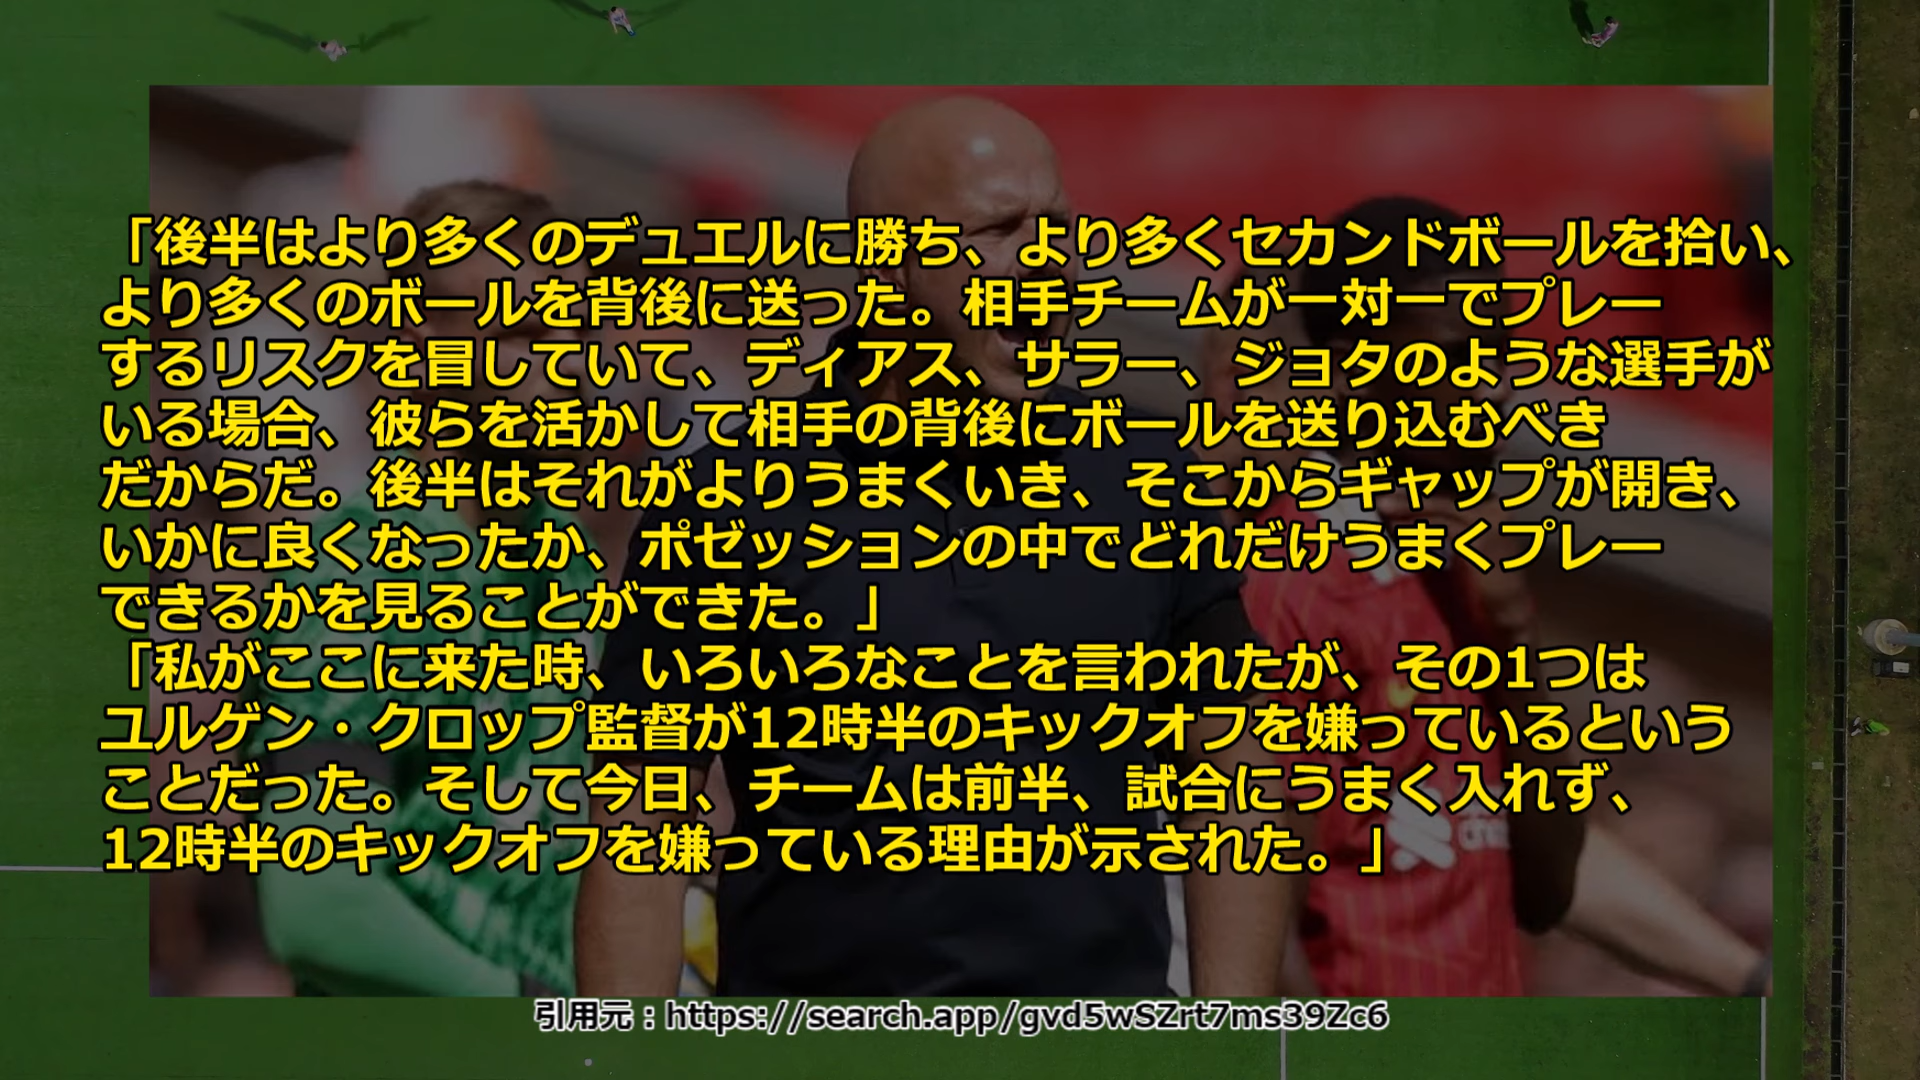 「後半はより多くのデュエルに勝ち、より多くセカンドボールを拾い、
より多くのボールを背後に送った。相手チームが一対一でプレー
するリスクを冒していて、ディアス、サラー、ジョタのような選手が
いる場合、彼らを活かして相手の背後にボールを送り込むべき
だからだ。後半はそれがよりうまくいき、そこからギャップが開き、
いかに良くなったか、ポゼッションの中でどれだけうまくプレー
できるかを見ることができた。」
「私がここに来た時、いろいろなことを言われたが、その1つは
ユルゲン・クロップ監督が12時半のキックオフを嫌っているという
ことだった。そして今日、チームは前半、試合にうまく入れず、
12時半のキックオフを嫌っている理由が示された。」
引用元：https://search.app/gvd5wSZrt7ms39Zc6